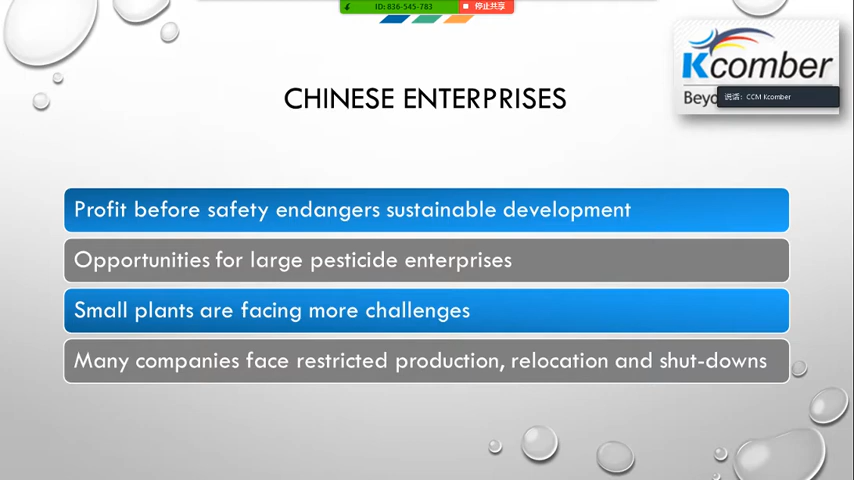 ID: 836-545-783
停止共享
Kcomber
Beyo
说话: CCM Kcomber
CHINESE ENTERPRISES
Profit before safety endangers sustainable development
Opportunities for large pesticide enterprises
Small plants are facing more challenges
Many companies face restricted production, relocation and shut-downs